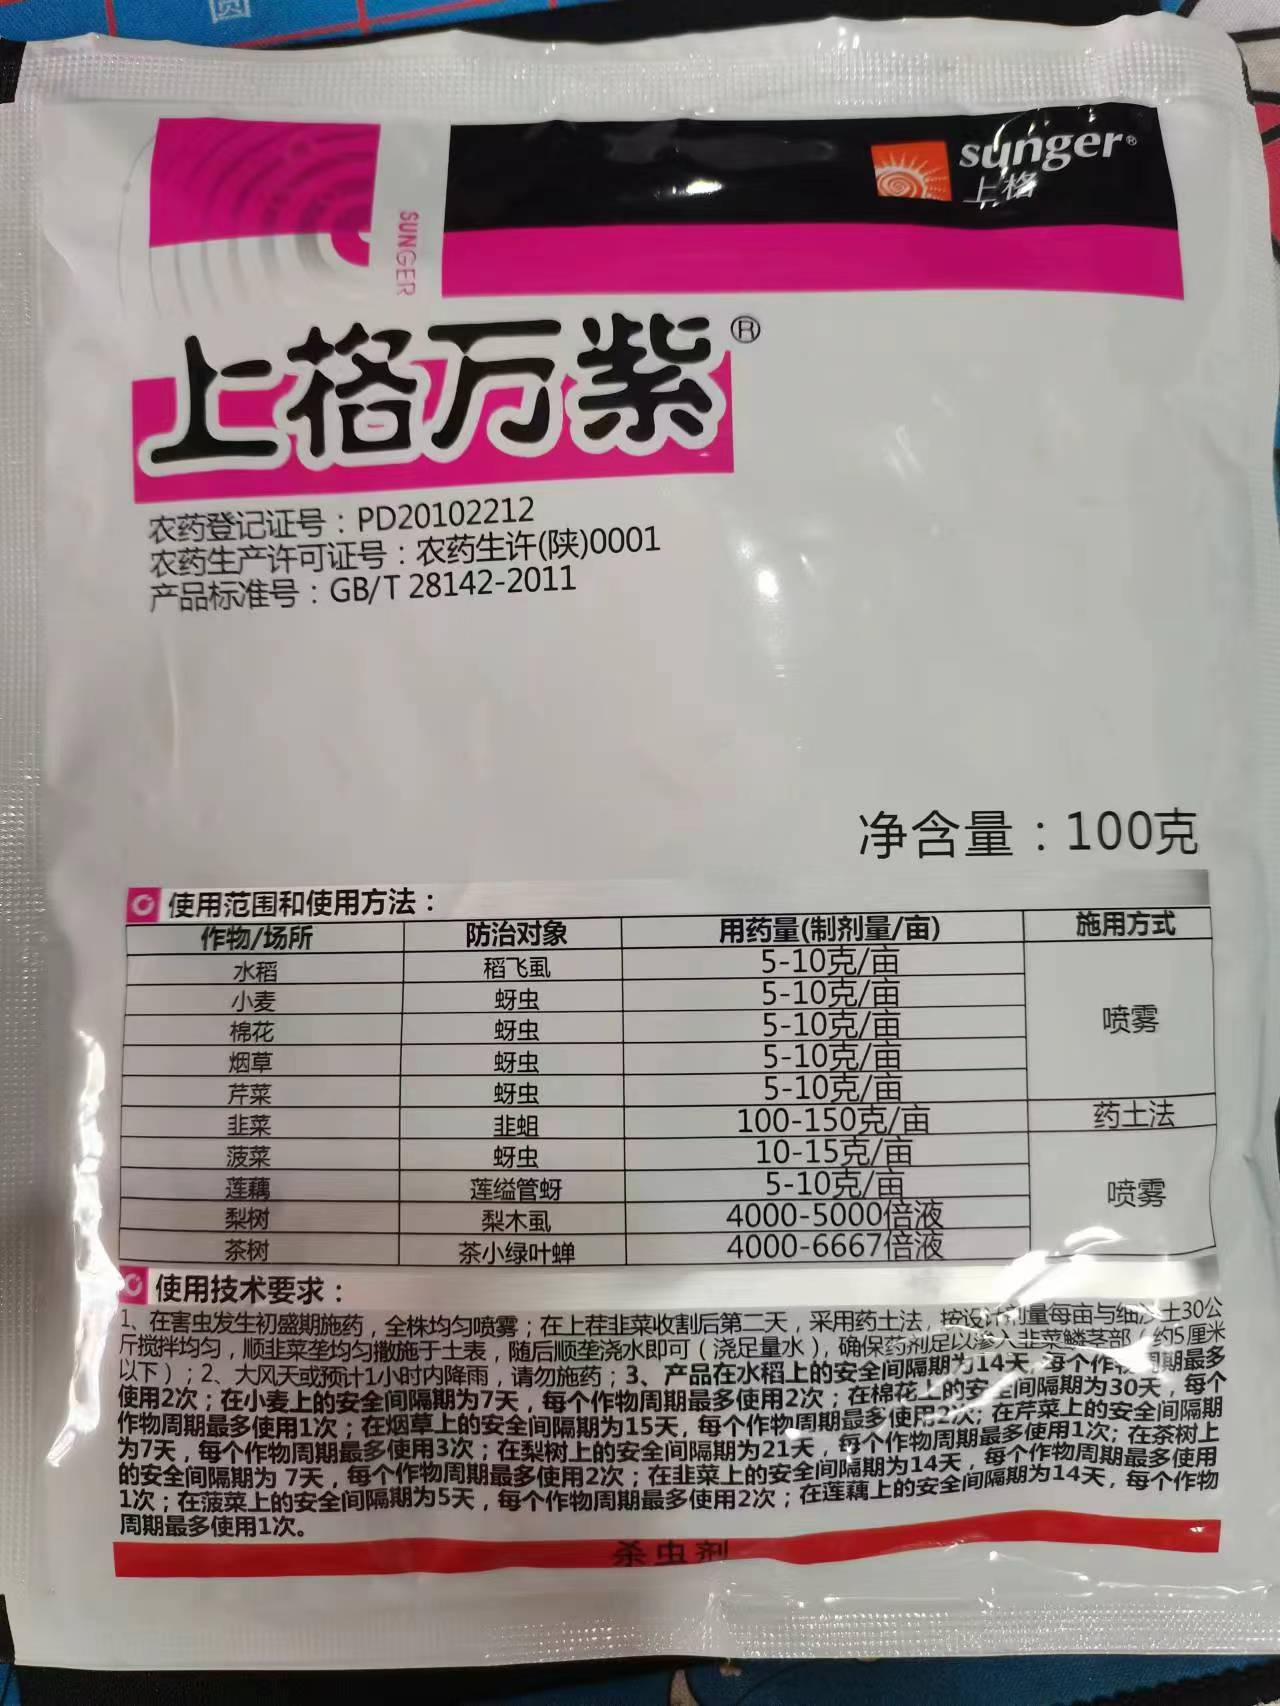 圆
sunger®
上格
SUNGER
上格万紫®
农药登记证号：PD20102212
农药生产许可证号：农药生许(陕)0001
产品标准号：GB/T 28142-2011
净含量：100克
使用范围和使用方法：
作物/场所 防治对象 用药量(制剂量/亩) 施用方式
水稻 稻飞虱 5-10克/亩
小麦 蚜虫 5-10克/亩
棉花 蚜虫 5-10克/亩 喷雾
烟草 蚜虫 5-10克/亩
芹菜 蚜虫 5-10克/亩
韭菜 韭蛆 100-150克/亩 药土法
菠菜 蚜虫 10-15克/亩
莲藕 莲缢管蚜 5-10克/亩 喷雾
梨树 梨木虱 4000-5000倍液
茶树 茶小绿叶蝉 4000-6667倍液
使用技术要求：
1、在害虫发生初盛期施药，全株均匀喷雾；在上茬韭菜收割后第二天，采用药土法，按设计剂量每亩与细沙土30公
斤搅拌均匀，顺韭菜垄均匀撒施于土表，随后顺垄浇水即可（浇足量水），确保药剂足以渗入韭菜鳞茎部（约5厘米
以下）；2、大风天或预计1小时内降雨，请勿施药；3、产品在水稻上的安全间隔期为14天，每个作物周期最多
使用2次；在小麦上的安全间隔期为7天，每个作物周期最多使用2次；在棉花上的安全间隔期为30天，每个
作物周期最多使用1次；在烟草上的安全间隔期为15天，每个作物周期最多使用2次；在芹菜上的安全间隔期
为7天，每个作物周期最多使用3次；在梨树上的安全间隔期为21天，每个作物周期最多使用1次；在茶树上
的安全间隔期为 7天，每个作物周期最多使用2次；在韭菜上的安全间隔期为14天，每个作物周期最多使用
1次；在菠菜上的安全间隔期为5天，每个作物周期最多使用2次；在莲藕上的安全间隔期为14天，每个作物
周期最多使用1次。
杀虫剂